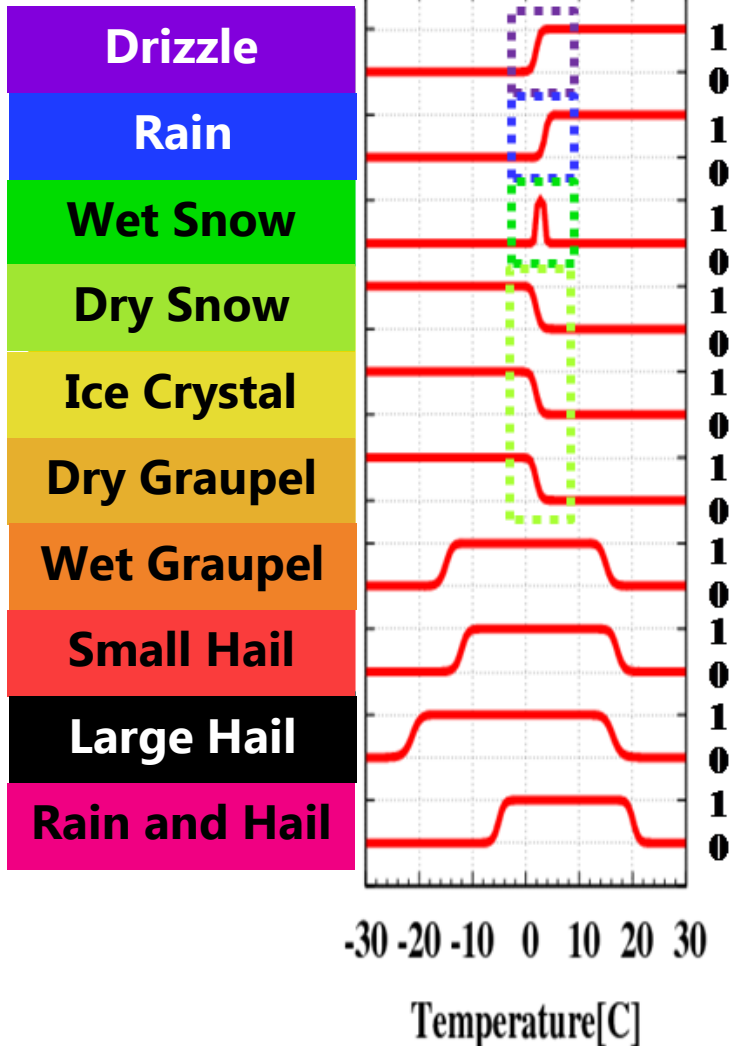 Drizzle
1
0
Rain
1
0
Wet Snow
1
0
Dry Snow
1
0
Ice Crystal
1
0
Dry Graupel
1
0
Wet Graupel
1
0
Small Hail
1
0
Large Hail
1
0
Rain and Hail
1
0
-30 -20 -10 0 10 20 30
Temperature[C]